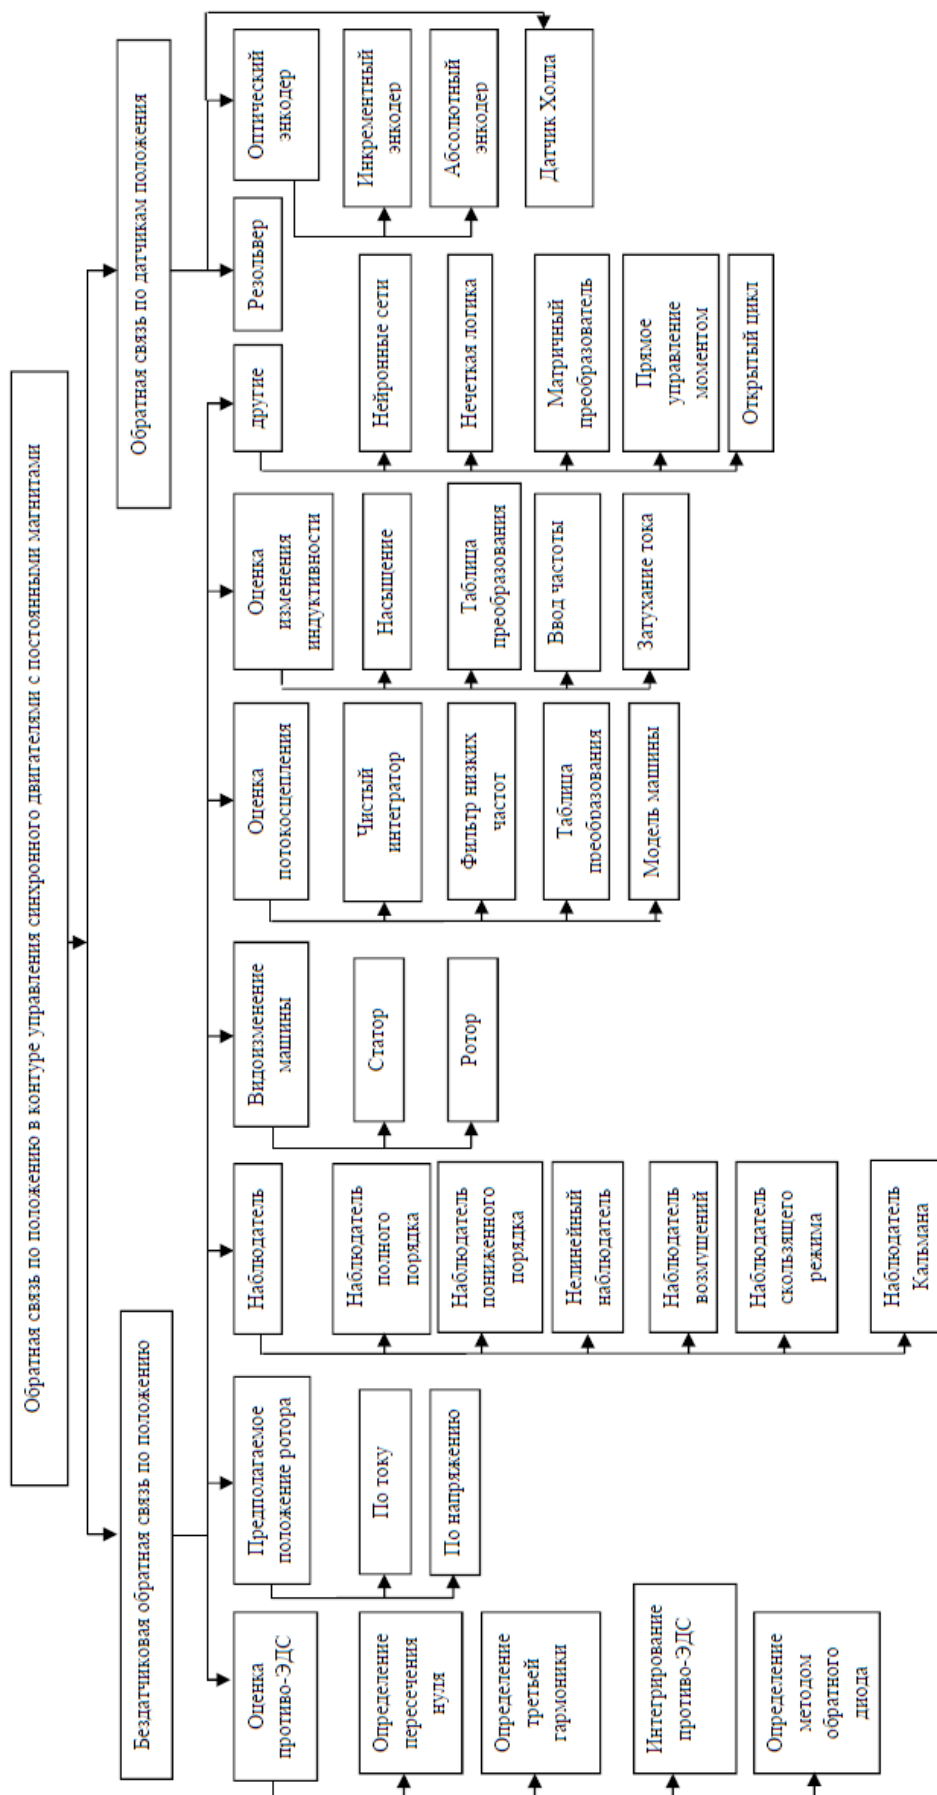 Обратная связь по положению в контуре управления синхронного двигателями с постоянными магнитами
Бездатчиковая обратная связь по положению
Обратная связь по датчикам положения
Оценка
противо-ЭДС
Определение
пересечения
нуля
Определение
третьей
гармоники
Интегрирование
противо-ЭДС
Определение
методом
обратного
диода
Предполагаемое
положение ротора
По току
По напряжению
Наблюдатель
Наблюдатель
полного
порядка
Наблюдатель
пониженного
порядка
Нелинейный
наблюдатель
Наблюдатель
возмущений
Наблюдатель
скользящего
режима
Наблюдатель
Кальмана
Видоизменение
машины
Статор
Ротор
Оценка
потокосцепления
Чистый
интегратор
Фильтр низких
частот
Таблица
преобразования
Модель машины
Оценка
изменения
индуктивности
Насыщение
Таблица
преобразования
Ввод частоты
Затухание тока
другие
Нейронные сети
Нечеткая логика
Матричный
преобразователь
Прямое
управление
моментом
Открытый цикл
Резольвер
Оптический
энкодер
Инкрементный
энкодер
Абсолютный
энкодер
Датчик Холла